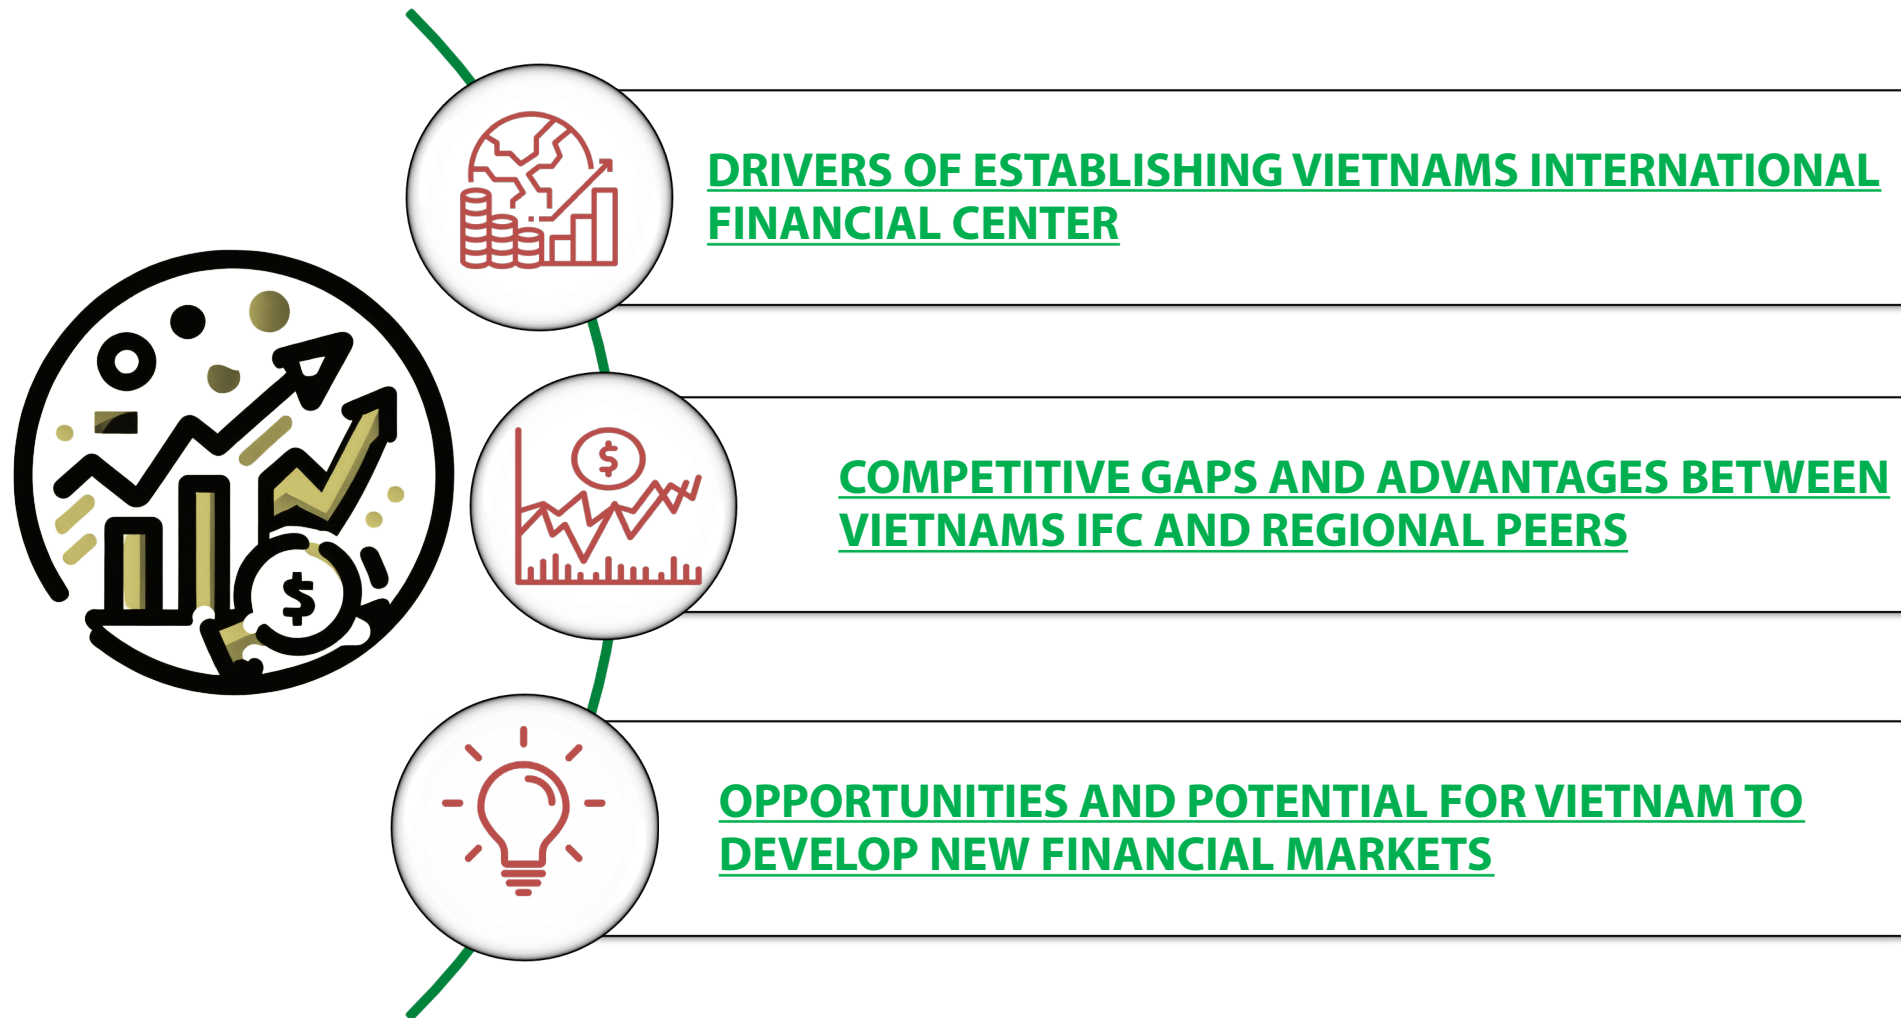 DRIVERS OF ESTABLISHING VIETNAMS INTERNATIONAL
FINANCIAL CENTER
$
COMPETITIVE GAPS AND ADVANTAGES BETWEEN
VIETNAMS IFC AND REGIONAL PEERS
$
OPPORTUNITIES AND POTENTIAL FOR VIETNAM TO
DEVELOP NEW FINANCIAL MARKETS